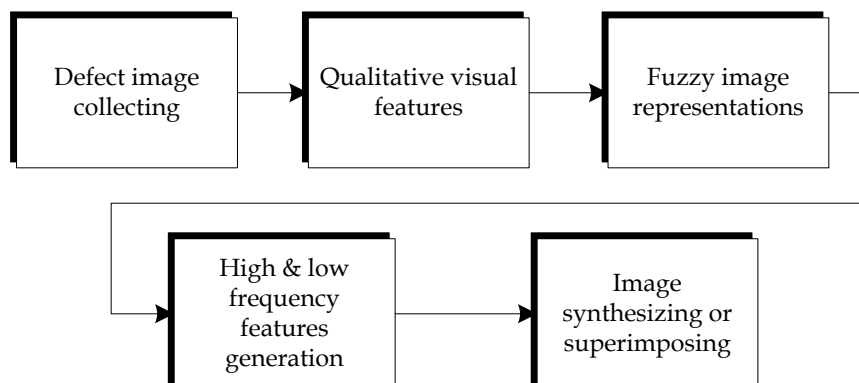 Defect image
collecting
Qualitative visual
features
Fuzzy image
representations
High & low
frequency
features
generation
Image
synthesizing or
superimposing